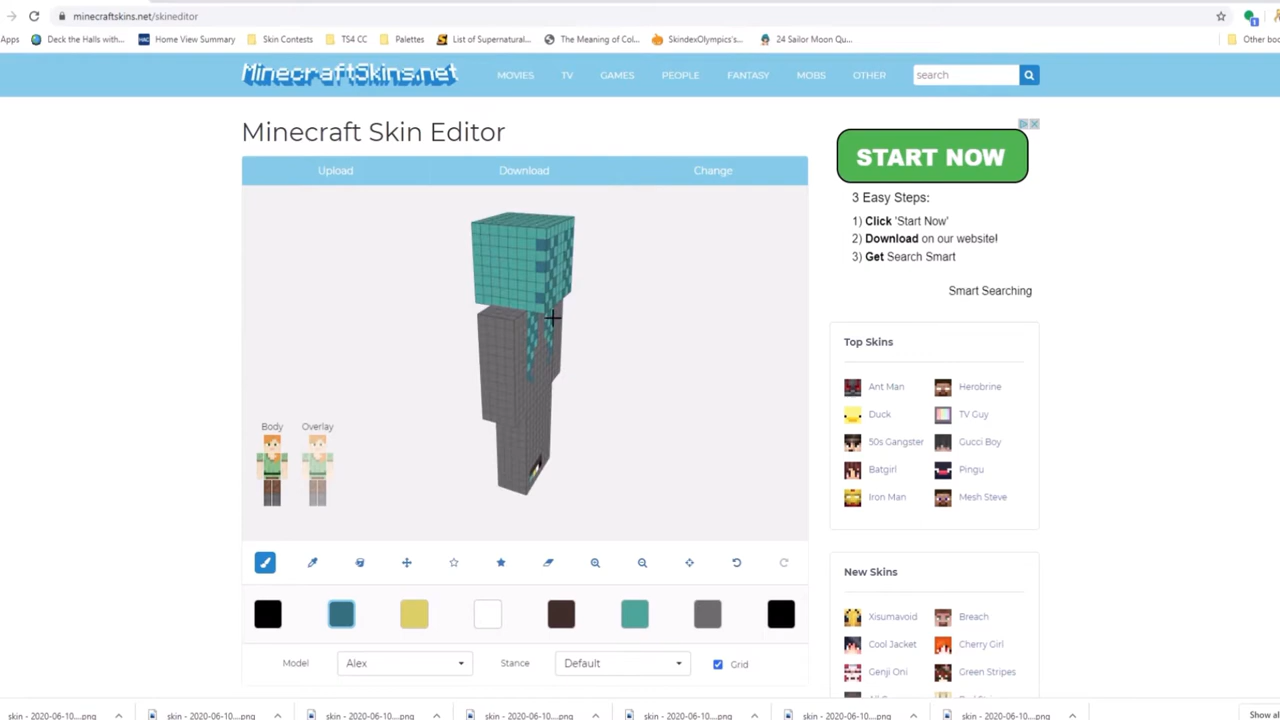 minecraftskins.net/skineditor
Apps
Deck the Halls with...
Home View Summary
Skin Contests
TS4 CC
Palettes
List of Supernatural...
The Meaning of Col...
SkindexOlympics's...
24 Sailor Moon Qu...
MinecraftSkins.net
MOVIES
TV
GAMES
PEOPLE
FANTASY
MOBS
OTHER
search
Minecraft Skin Editor
Upload
Download
Change
START NOW
3 Easy Steps:
1) Click 'Start Now'
2) Download on our website!
3) Get Search Smart
Smart Searching
Top Skins
Ant Man
Herobrine
Duck
TV Guy
50s Gangster
Gucci Boy
Batgirl
Pingu
Iron Man
Mesh Steve
Body
Overlay
New Skins
Xisumavoid
Breach
Cool Jacket
Cherry Girl
Genji Oni
Green Stripes
Model
Alex
Stance
Default
Grid
skin - 2020-06-10....png
skin - 2020-06-10....png
skin - 2020-06-10....png
skin - 2020-06-10....png
skin - 2020-06-10....png
skin - 2020-06-10....png
skin - 2020-06-10....png
Show al